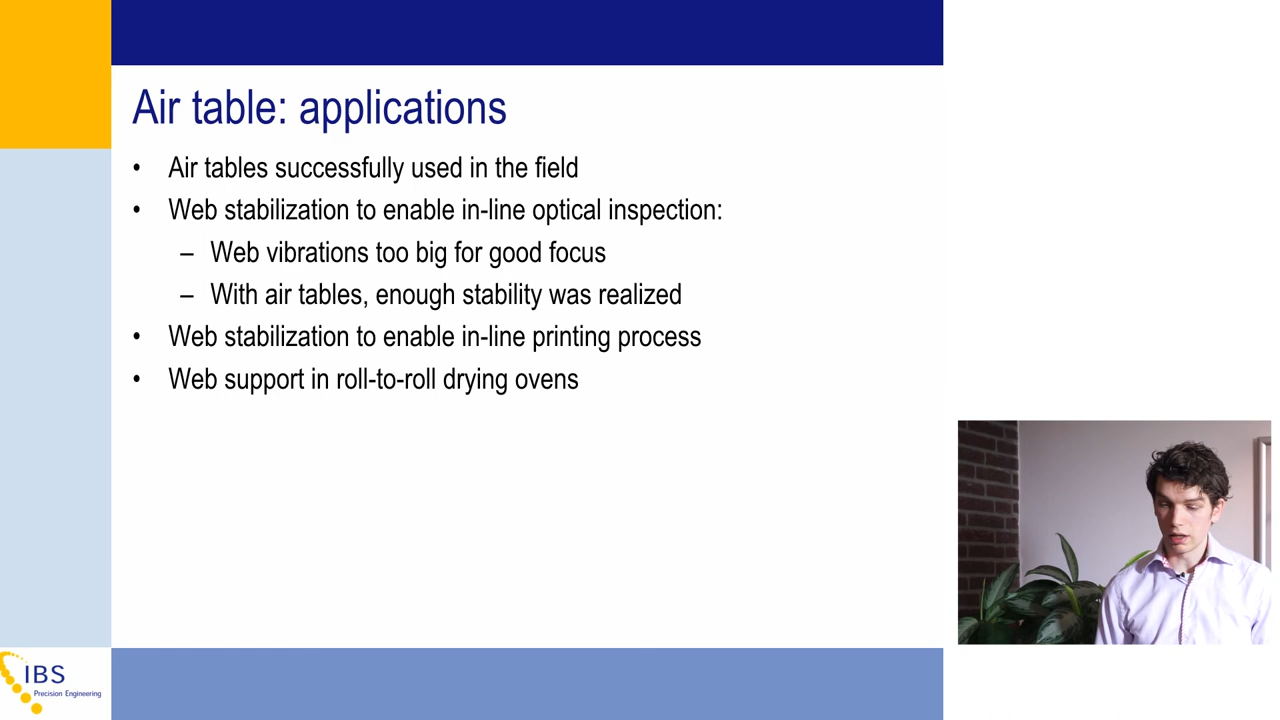 Air table: applications
• Air tables successfully used in the field
• Web stabilization to enable in-line optical inspection:
– Web vibrations too big for good focus
– With air tables, enough stability was realized
• Web stabilization to enable in-line printing process
• Web support in roll-to-roll drying ovens
IBS
Precision Engineering